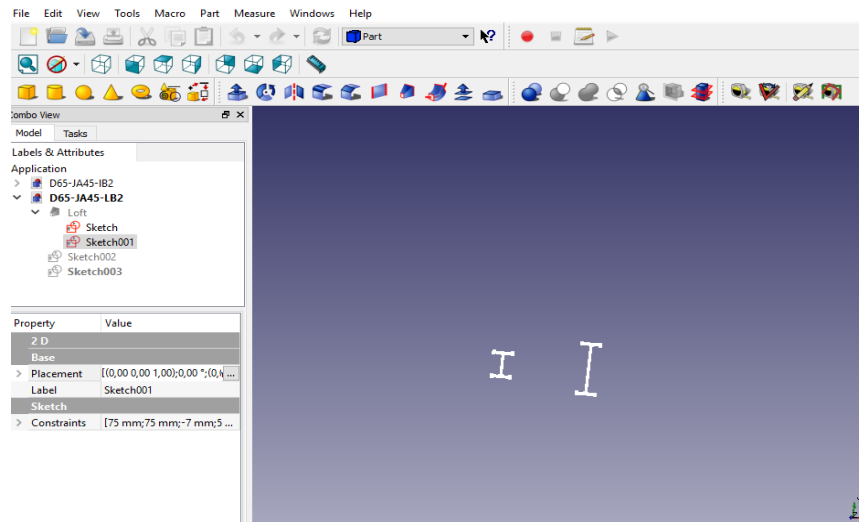 File Edit View Tools Macro Part Measure Windows Help
Part
Combo View
Model Tasks
Labels & Attributes
Application
D65-JA45-IB2
D65-JA45-LB2
Loft
Sketch
Sketch001
Sketch002
Sketch003
Property Value
2 D
Base
Placement [(0,00 0,00 1,00);0,00 °;(0, ...
Label Sketch001
Sketch
Constraints [75 mm;75 mm;-7 mm;5 ...